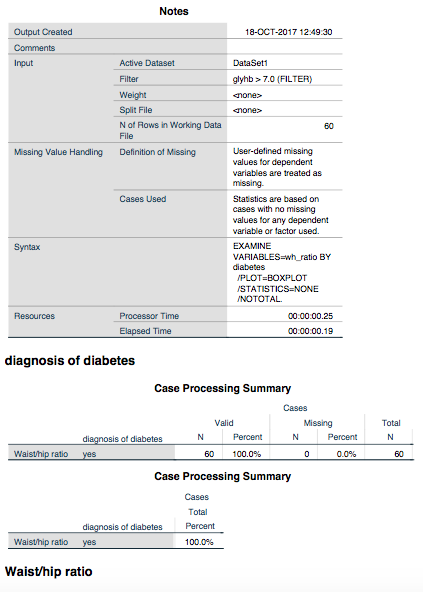 Notes
Output Created 18-OCT-2017 12:49:30
Comments
Input Active Dataset DataSet1
Filter glyhb > 7.0 (FILTER)
Weight <none>
Split File <none>
N of Rows in Working Data
File 60
Missing Value Handling Definition of Missing User-defined missing
values for dependent
variables are treated as
missing.
Cases Used Statistics are based on
cases with no missing
values for any dependent
variable or factor used.
Syntax EXAMINE
VARIABLES=wh_ratio BY
diabetes
/PLOT=BOXPLOT
/STATISTICS=NONE
/NOTOTAL.
Resources Processor Time 00:00:00.25
Elapsed Time 00:00:00.19
diagnosis of diabetes
Case Processing Summary
Cases
Valid Missing Total
diagnosis of diabetes N Percent N Percent N
Waist/hip ratio yes 60 100.0% 0 0.0% 60
Case Processing Summary
Cases
Total
diagnosis of diabetes Percent
Waist/hip ratio yes 100.0%
Waist/hip ratio